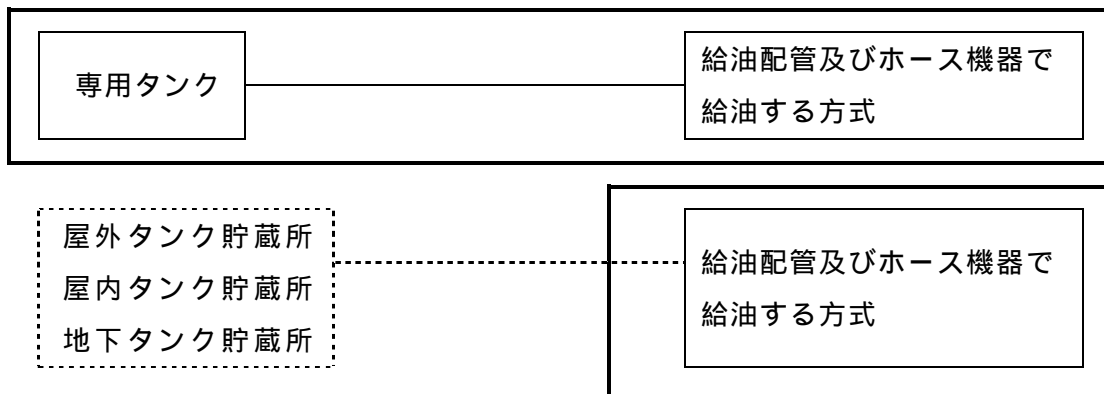 専用タンク
給油配管及びホース機器で
給油する方式
屋外タンク貯蔵所
屋内タンク貯蔵所
地下タンク貯蔵所
給油配管及びホース機器で
給油する方式